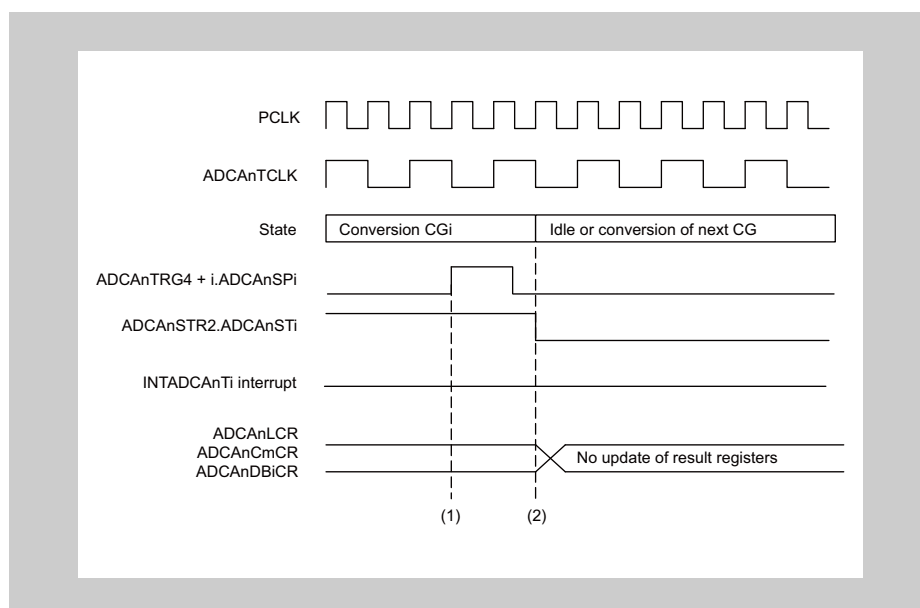 PCLK
ADCAnTCLK
State
Conversion CGi
Idle or conversion of next CG
ADCAnTRG4 + i.ADCAnSPi
ADCAnSTR2.ADCAnSTi
INTADCAnTi interrupt
ADCAnLCR
ADCAnCmCR
ADCAnDBiCR
No update of result registers
(1)
(2)